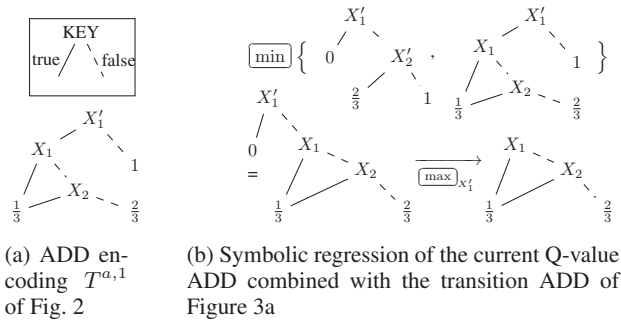 KEY
true false
X′₁
X₁
1
X₂
1/3 2/3
(a) ADD en-
coding T^{a,1}
of Fig. 2
min { X′₁ 0 X′₂ 2/3 1 , X′₁ X₁ 1 X₂ 1/3 2/3 }
X′₁
0 X₁
= X₂
1/3 2/3
max X′₁
X₁
X₂
1/3 2/3
(b) Symbolic regression of the current Q-value
ADD combined with the transition ADD of
Figure 3a